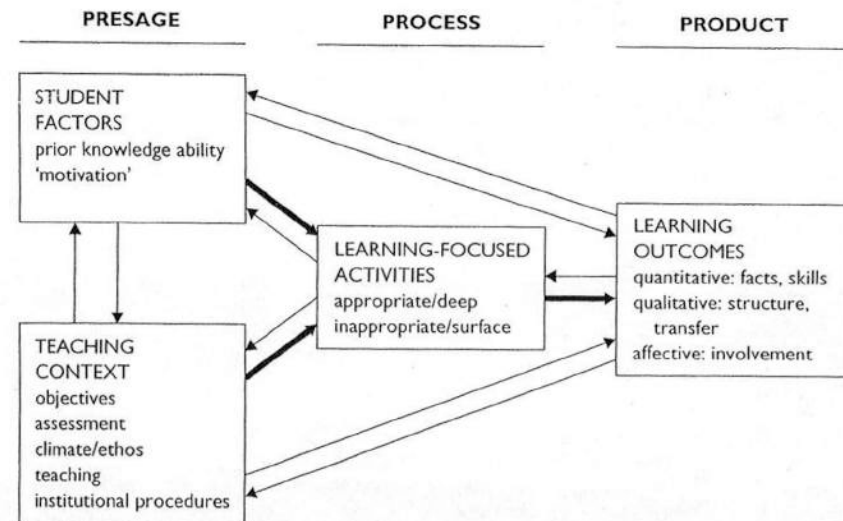 PRESAGE
PROCESS
PRODUCT
STUDENT
FACTORS
prior knowledge ability
‘motivation’
LEARNING-FOCUSED
ACTIVITIES
appropriate/deep
inappropriate/surface
LEARNING
OUTCOMES
quantitative: facts, skills
qualitative: structure,
transfer
affective: involvement
TEACHING
CONTEXT
objectives
assessment
climate/ethos
teaching
institutional procedures